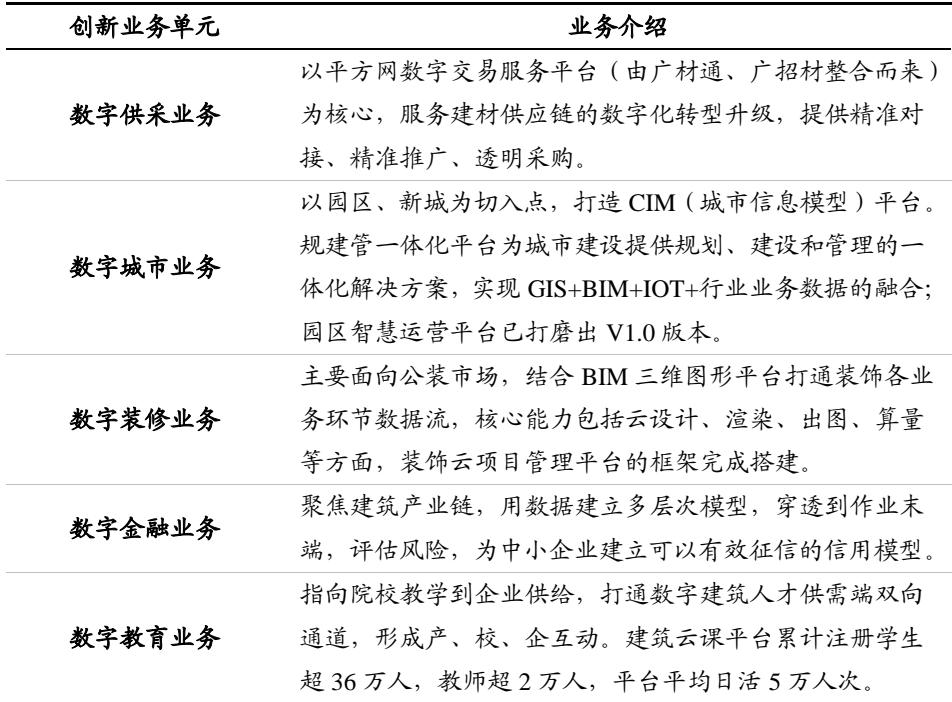 创新业务单元 业务介绍
以平方网数字交易服务平台（由广材通、广招材整合而来）
数字供采业务 为核心，服务建材供应链的数字化转型升级，提供精准对
接、精准推广、透明采购。
以园区、新城为切入点，打造 CIM（城市信息模型）平台。
规建管一体化平台为城市建设提供规划、建设和管理的一
数字城市业务
体化解决方案，实现 GIS+BIM+IOT+行业业务数据的融合；
园区智慧运营平台已打磨出 V1.0 版本。
主要面向公装市场，结合 BIM 三维图形平台打通装饰各业
数字装修业务 务环节数据流，核心能力包括云设计、渲染、出图、算量
等方面，装饰云项目管理平台的框架完成搭建。
聚焦建筑产业链，用数据建立多层次模型，穿透到作业末
数字金融业务
端，评估风险，为中小企业建立可以有效征信的信用模型。
指向院校教学到企业供给，打通数字建筑人才供需端双向
数字教育业务 通道，形成产、校、企互动。建筑云课平台累计注册学生
超 36 万人，教师超 2 万人，平台平均日活 5 万人次。